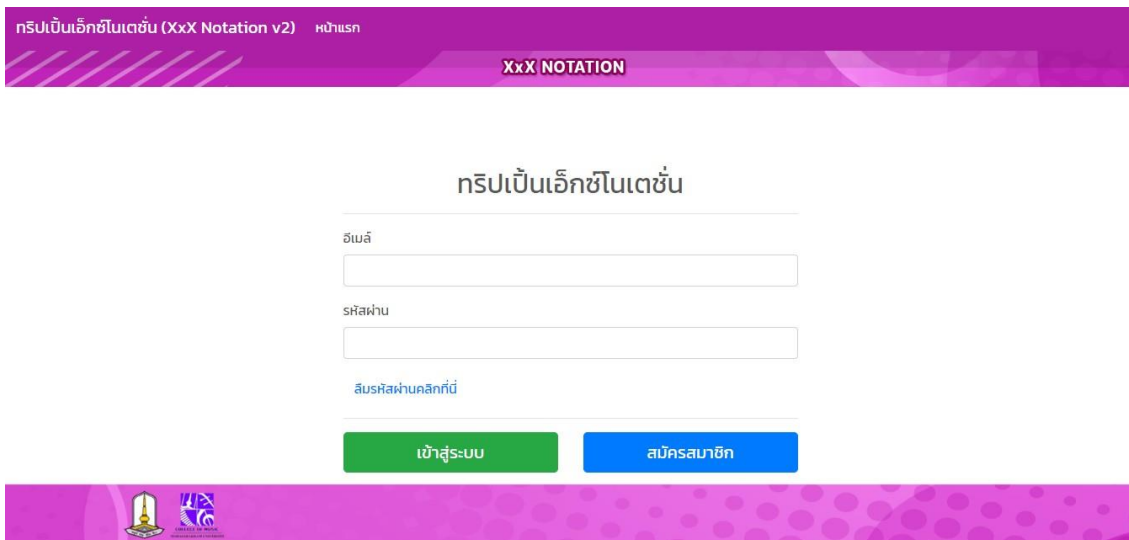 ทริปเปิ้นเอ็กซ์โนเตชั่น (XxX Notation v2) หน้าแรก
XxX NOTATION
ทริปเปิ้นเอ็กซ์โนเตชั่น
อีเมล์
รหัสผ่าน
ลืมรหัสผ่านคลิกที่นี่
เข้าสู่ระบบ สมัครสมาชิก
COLLEGE OF MUSIC